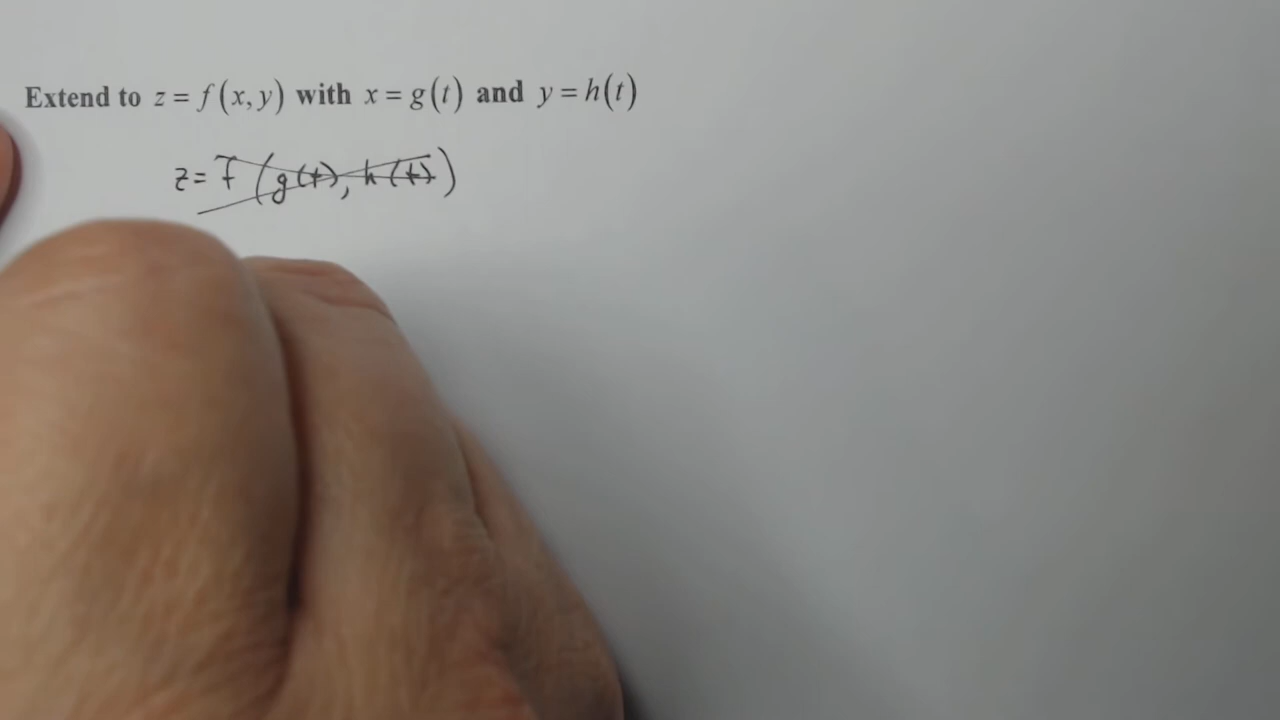 Extend to z = f(x, y) with x = g(t) and y = h(t)
z = f(g(t), h(t))